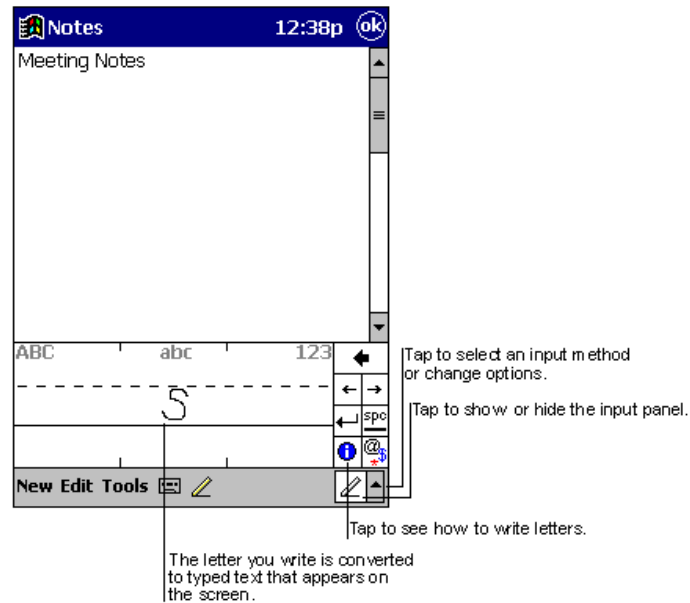 Notes 12:38p ok
Meeting Notes
ABC abc 123
Tap to select an input method
or change options.
S
spc
Tap to show or hide the input panel.
i @$*
New Edit Tools
Tap to see how to write letters.
The letter you write is converted
to typed text that appears on
the screen.